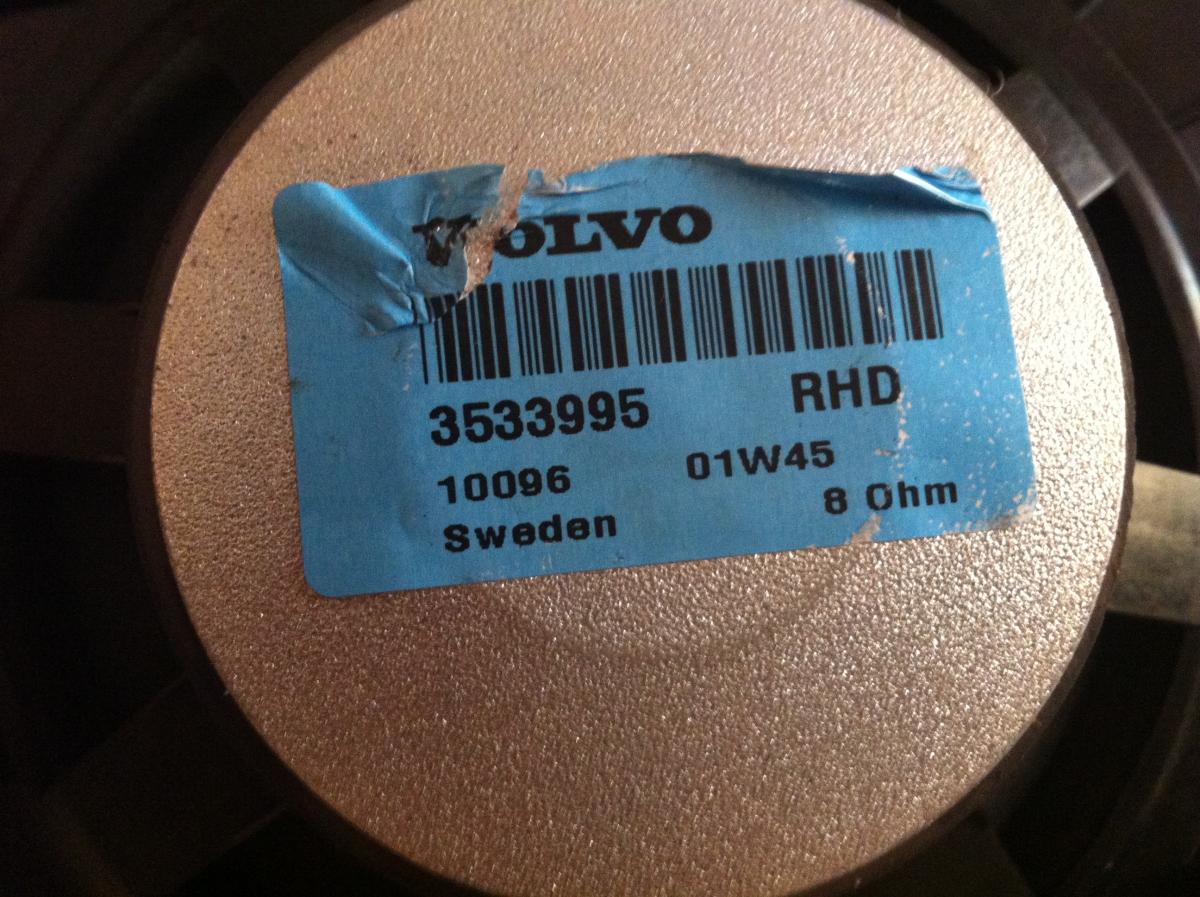 VOLVO
3533995 RHD
10096 01W45
Sweden 8 Ohm